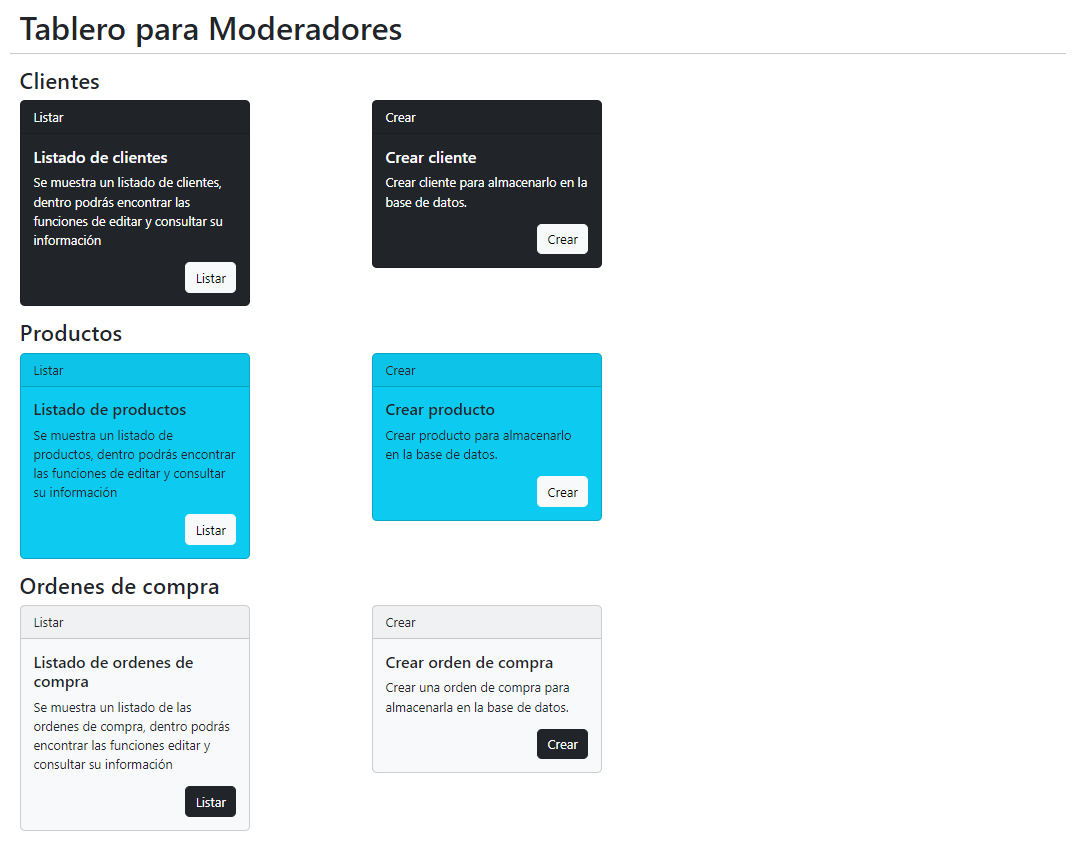 Tablero para Moderadores
Clientes
Listar
Listado de clientes
Se muestra un listado de clientes,
dentro podrás encontrar las
funciones de editar y consultar su
información
Listar
Crear
Crear cliente
Crear cliente para almacenarlo en la
base de datos.
Crear
Productos
Listar
Listado de productos
Se muestra un listado de
productos, dentro podrás encontrar
las funciones de editar y consultar
su información
Listar
Crear
Crear producto
Crear producto para almacenarlo
en la base de datos.
Crear
Ordenes de compra
Listar
Listado de ordenes de
compra
Se muestra un listado de las
ordenes de compra, dentro podrás
encontrar las funciones editar y
consultar su información
Listar
Crear
Crear orden de compra
Crear una orden de compra para
almacenarla en la base de datos.
Crear